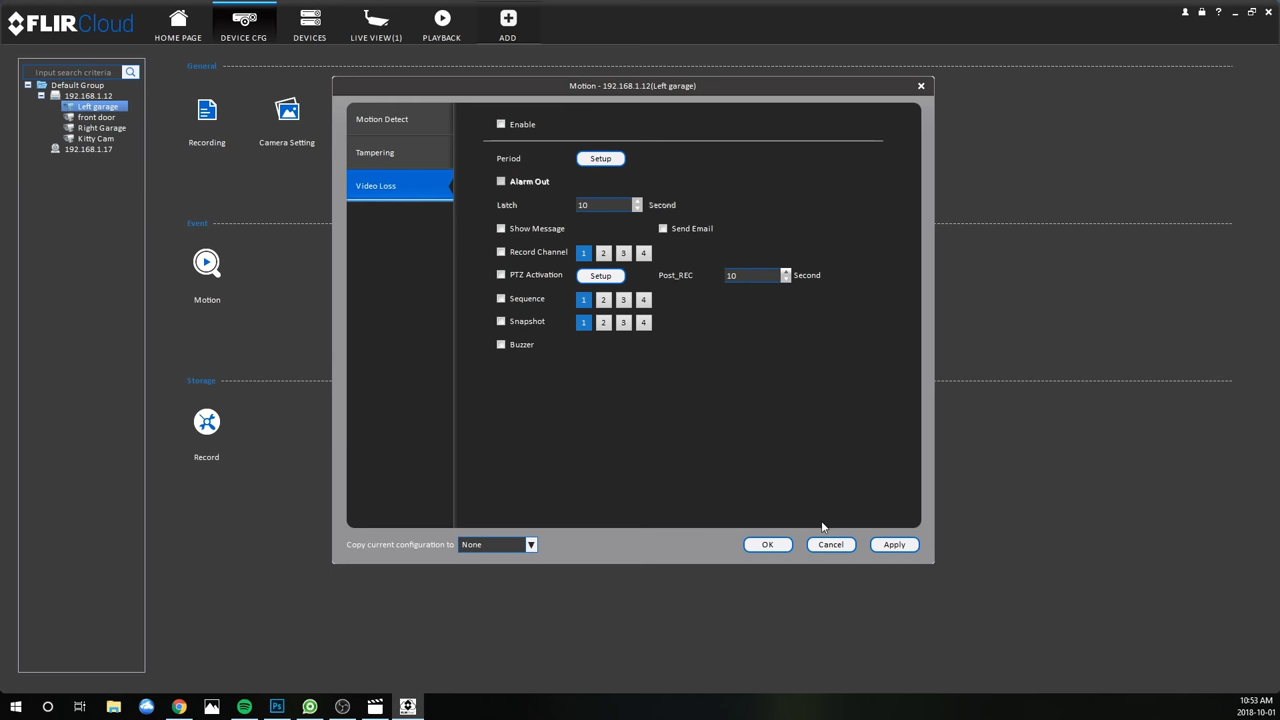 FLIRCloud
HOME PAGE
DEVICE CFG
DEVICES
LIVE VIEW(1)
PLAYBACK
ADD
Input search criteria
Default Group
192.168.1.12
Left garage
front door
Right Garage
Kitty Cam
192.168.1.17
General
Recording
Camera Setting
Event
Motion
Storage
Record
Motion - 192.168.1.12(Left garage)
Motion Detect
Tampering
Video Loss
Enable
Period Setup
Alarm Out
Latch 10 Second
Show Message Send Email
Record Channel 1 2 3 4
PTZ Activation Setup Post_REC 10 Second
Sequence 1 2 3 4
Snapshot 1 2 3 4
Buzzer
Copy current configuration to None
OK Cancel Apply
10:53 AM
2018-10-01